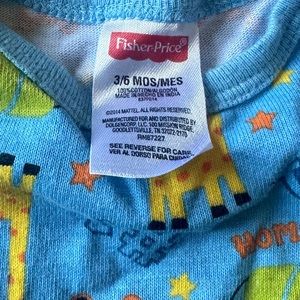 Fisher-Price
3/6 MOS/MES
100% COTTON/ALGODÓN
MADE IN/HECHO EN INDIA
©2014 MATTEL. ALL RIGHTS RESERVED.
MANUFACTURED FOR AND DISTRIBUTED BY
DOLGENCORP, LLC, 100 MISSION RIDGE,
GOODLETTSVILLE, TN 37072-2170
SEE REVERSE FOR CARE
VER AL DORSO PARA CUIDADO
HOM